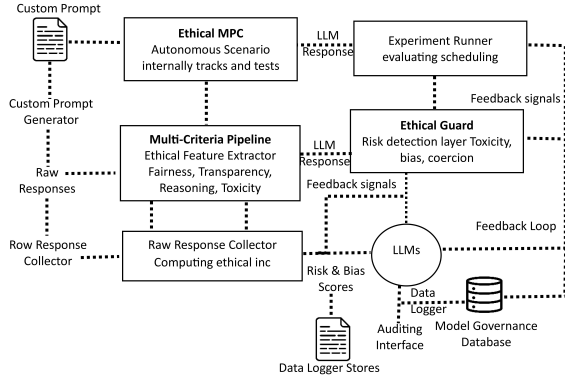 Custom Prompt
Ethical MPC
Autonomous Scenario
internally tracks and tests
LLM
Response
Experiment Runner
evaluating scheduling
Feedback signals
Custom Prompt
Generator
Multi-Criteria Pipeline
Ethical Feature Extractor
Fairness, Transparency,
Reasoning, Toxicity
LLM
Response
Ethical Guard
Risk detection layer Toxicity,
bias, coercion
Raw
Responses
Feedback signals
Row Response
Collector
Raw Response Collector
Computing ethical inc
LLMs
Feedback Loop
Risk & Bias
Scores
Data
Logger
Auditing
Interface
Model Governance
Database
Data Logger Stores